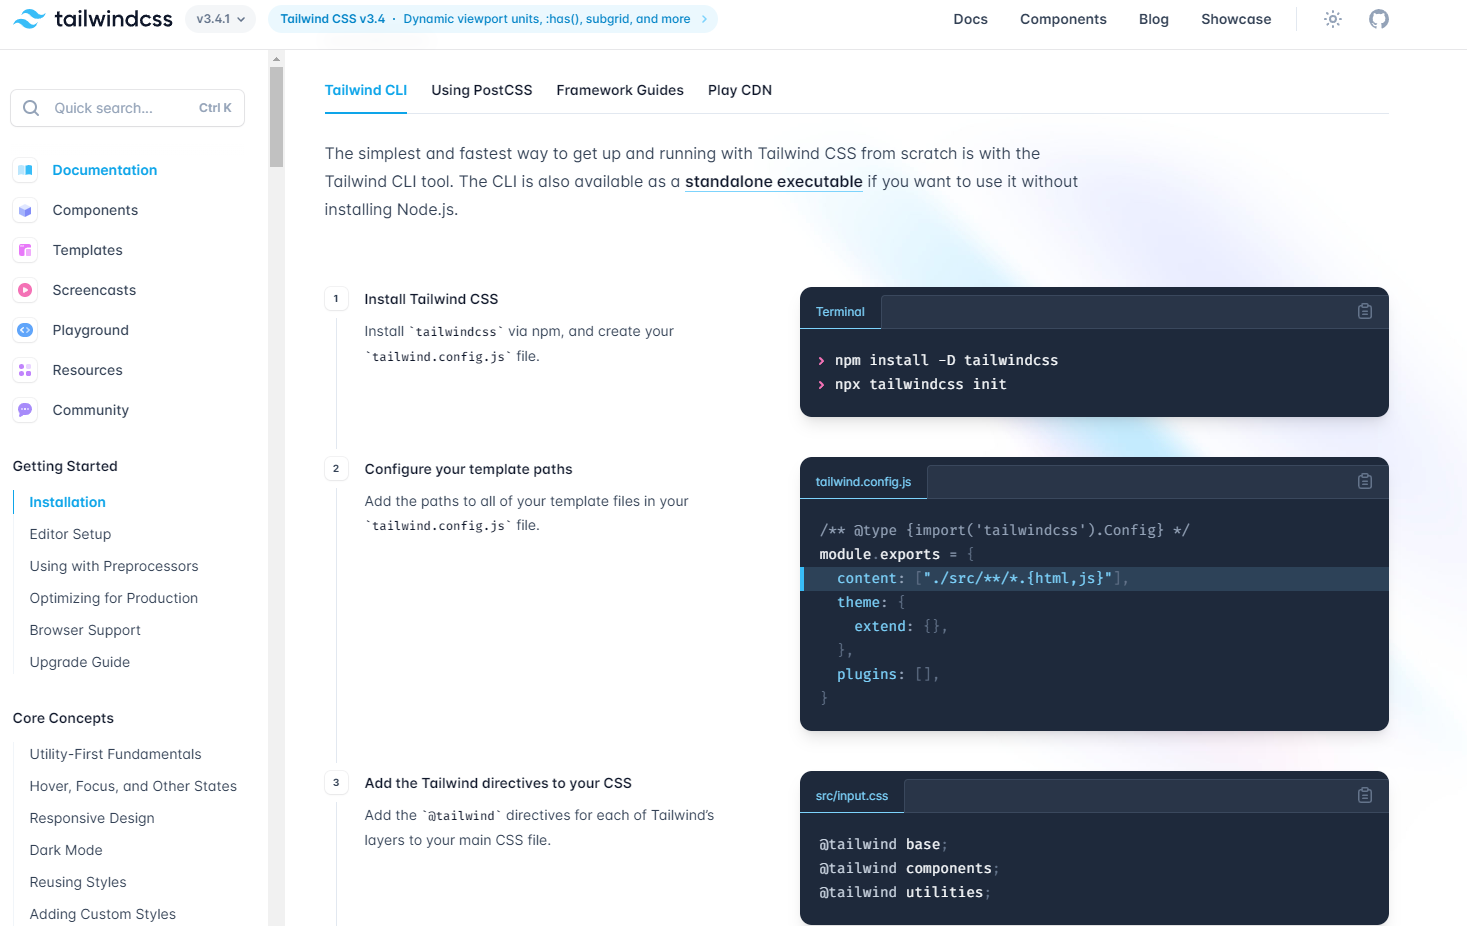 tailwindcss
v3.4.1
Tailwind CSS v3.4 · Dynamic viewport units, :has(), subgrid, and more
Docs
Components
Blog
Showcase
Quick search...
Ctrl K
Documentation
Components
Templates
Screencasts
Playground
Resources
Community
Getting Started
Installation
Editor Setup
Using with Preprocessors
Optimizing for Production
Browser Support
Upgrade Guide
Core Concepts
Utility-First Fundamentals
Hover, Focus, and Other States
Responsive Design
Dark Mode
Reusing Styles
Adding Custom Styles
Tailwind CLI
Using PostCSS
Framework Guides
Play CDN
The simplest and fastest way to get up and running with Tailwind CSS from scratch is with the
Tailwind CLI tool. The CLI is also available as a standalone executable if you want to use it without
installing Node.js.
1
Install Tailwind CSS
Install `tailwindcss` via npm, and create your
`tailwind.config.js` file.
Terminal
> npm install -D tailwindcss
> npx tailwindcss init
2
Configure your template paths
Add the paths to all of your template files in your
`tailwind.config.js` file.
tailwind.config.js
/** @type {import('tailwindcss').Config} */
module.exports = {
content: ["./src/**/*.{html,js}"],
theme: {
extend: {},
},
plugins: [],
}
3
Add the Tailwind directives to your CSS
Add the `@tailwind` directives for each of Tailwind’s
layers to your main CSS file.
src/input.css
@tailwind base;
@tailwind components;
@tailwind utilities;